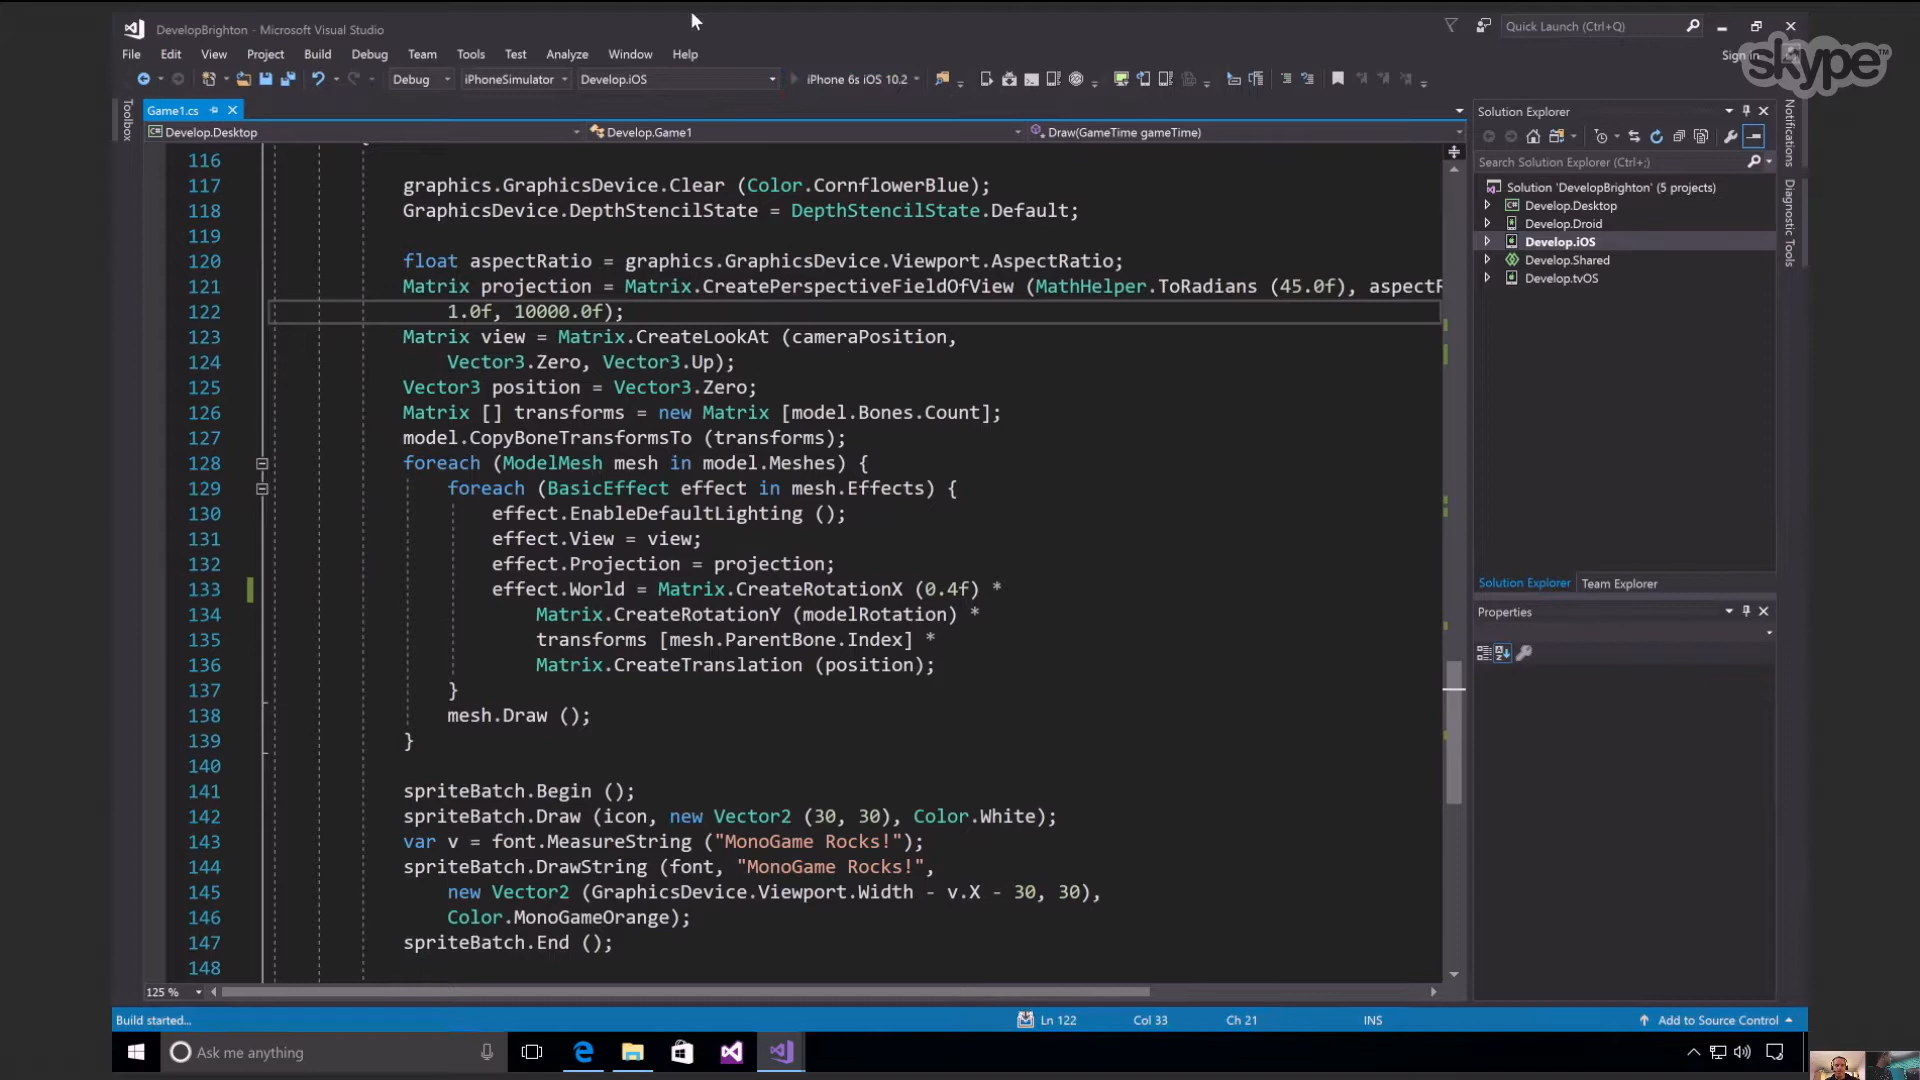 DevelopBrighton - Microsoft Visual Studio
Quick Launch (Ctrl+Q)
File Edit View Project Build Debug Team Tools Test Analyze Window Help
Sign in
skype™
Debug iPhoneSimulator Develop.iOS iPhone 6s iOS 10.2
Toolbox
Game1.cs
Develop.Desktop Develop.Game1 Draw(GameTime gameTime)
116
117 graphics.GraphicsDevice.Clear (Color.CornflowerBlue);
118 GraphicsDevice.DepthStencilState = DepthStencilState.Default;
119
120 float aspectRatio = graphics.GraphicsDevice.Viewport.AspectRatio;
121 Matrix projection = Matrix.CreatePerspectiveFieldOfView (MathHelper.ToRadians (45.0f), aspectR
122 1.0f, 10000.0f);
123 Matrix view = Matrix.CreateLookAt (cameraPosition,
124 Vector3.Zero, Vector3.Up);
125 Vector3 position = Vector3.Zero;
126 Matrix [] transforms = new Matrix [model.Bones.Count];
127 model.CopyBoneTransformsTo (transforms);
128 foreach (ModelMesh mesh in model.Meshes) {
129 foreach (BasicEffect effect in mesh.Effects) {
130 effect.EnableDefaultLighting ();
131 effect.View = view;
132 effect.Projection = projection;
133 effect.World = Matrix.CreateRotationX (0.4f) *
134 Matrix.CreateRotationY (modelRotation) *
135 transforms [mesh.ParentBone.Index] *
136 Matrix.CreateTranslation (position);
137 }
138 mesh.Draw ();
139 }
140
141 spriteBatch.Begin ();
142 spriteBatch.Draw (icon, new Vector2 (30, 30), Color.White);
143 var v = font.MeasureString ("MonoGame Rocks!");
144 spriteBatch.DrawString (font, "MonoGame Rocks!",
145 new Vector2 (GraphicsDevice.Viewport.Width - v.X - 30, 30),
146 Color.MonoGameOrange);
147 spriteBatch.End ();
148
125 %
Solution Explorer
Search Solution Explorer (Ctrl+;)
Solution 'DevelopBrighton' (5 projects)
Develop.Desktop
Develop.Droid
Develop.iOS
Develop.Shared
Develop.tvOS
Solution Explorer Team Explorer
Properties
Notifications
Diagnostic Tools
Build started... Ln 122 Col 33 Ch 21 INS Add to Source Control
Ask me anything